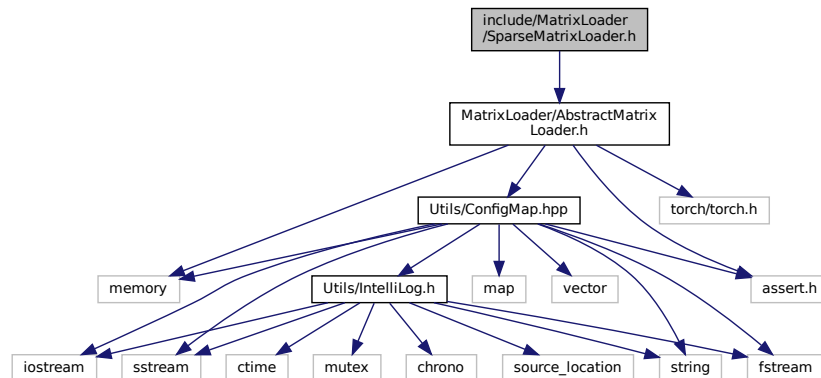 include/MatrixLoader
/SparseMatrixLoader.h
MatrixLoader/AbstractMatrix
Loader.h
Utils/ConfigMap.hpp
torch/torch.h
memory
Utils/IntelliLog.h
map
vector
assert.h
iostream
sstream
ctime
mutex
chrono
source_location
string
fstream